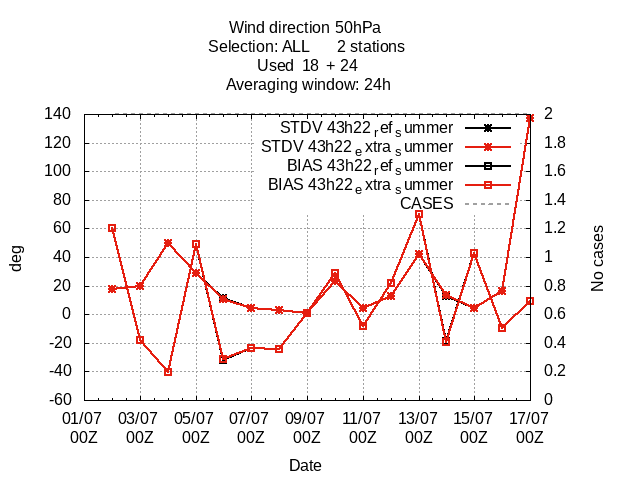 Wind direction 50hPa
Selection: ALL 2 stations
Used 18 + 24
Averaging window: 24h
STDV 43h22_ref_summer
STDV 43h22_extra_summer
BIAS 43h22_ref_summer
BIAS 43h22_extra_summer
CASES
deg
140
120
100
80
60
40
20
0
-20
-40
-60
2
1.8
1.6
1.4
1.2
1
0.8
0.6
0.4
0.2
0
No cases
01/07 03/07 05/07 07/07 09/07 11/07 13/07 15/07 17/07
00Z 00Z 00Z 00Z 00Z 00Z 00Z 00Z 00Z
Date